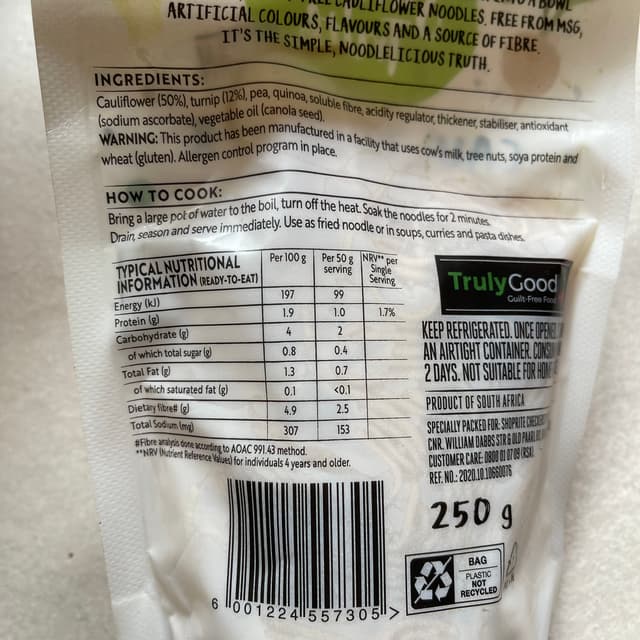 CAULIFLOWER NOODLES, FREE FROM MSG,
ARTIFICIAL COLOURS, FLAVOURS AND A SOURCE OF FIBRE.
IT'S THE SIMPLE, NOODLELICIOUS TRUTH.
INGREDIENTS:
Cauliflower (50%), turnip (12%), pea, quinoa, soluble fibre, acidity regulator, thickener, stabiliser, antioxidant
(sodium ascorbate), vegetable oil (canola seed).
WARNING: This product has been manufactured in a facility that uses cow's milk, tree nuts, soya protein and
wheat (gluten). Allergen control program in place.
HOW TO COOK:
Bring a large pot of water to the boil, turn off the heat. Soak the noodles for 2 minutes.
Drain, season and serve immediately. Use as fried noodle or in soups, curries and pasta dishes.
TYPICAL NUTRITIONAL INFORMATION (READY-TO-EAT) Per 100 g Per 50 g serving NRV** per Single Serving
Energy (kJ) 197 99
Protein (g) 1.9 1.0 1.7%
Carbohydrate (g) 4 2
of which total sugar (g) 0.8 0.4
Total Fat (g) 1.3 0.7
of which saturated fat (g) 0.1 <0.1
Dietary fibre# (g) 4.9 2.5
Total Sodium (mg) 307 153
#Fibre analysis done according to AOAC 991.43 method.
**NRV (Nutrient Reference Values) for individuals 4 years and older.
TrulyGood
Guilt-Free Food
KEEP REFRIGERATED. ONCE OPENED
AN AIRTIGHT CONTAINER.
2 DAYS. NOT SUITABLE FOR
PRODUCT OF SOUTH AFRICA
SPECIALLY PACKED FOR: SHOPRITE CHECKERS
CNR. WILLIAM DABBS STR & OLD PAARL
CUSTOMER CARE: 0800 01 07 09 (RSA)
REF. NO.: 2020.10.10660076
250 g
BAG
PLASTIC
NOT
RECYCLED
6 001224 557305 >